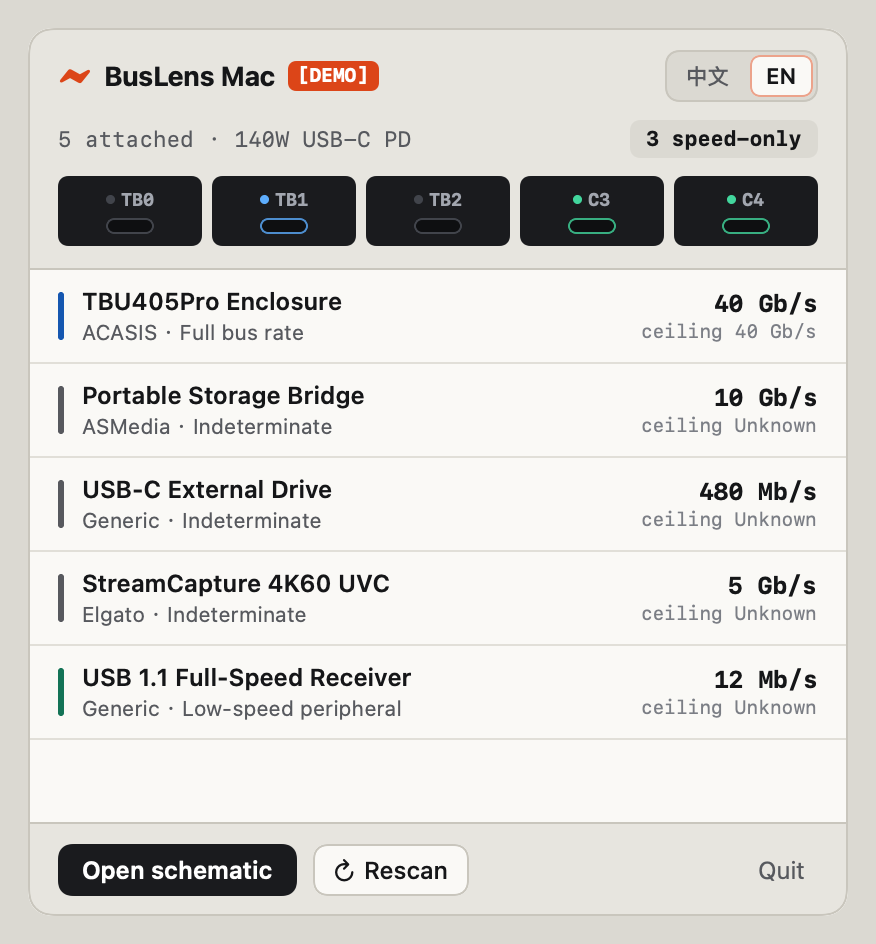 BusLens Mac [DEMO] 中文 EN
5 attached · 140W USB-C PD 3 speed-only
TB0 TB1 TB2 C3 C4
TBU405Pro Enclosure 40 Gb/s
ACASIS · Full bus rate ceiling 40 Gb/s
Portable Storage Bridge 10 Gb/s
ASMedia · Indeterminate ceiling Unknown
USB-C External Drive 480 Mb/s
Generic · Indeterminate ceiling Unknown
StreamCapture 4K60 UVC 5 Gb/s
Elgato · Indeterminate ceiling Unknown
USB 1.1 Full-Speed Receiver 12 Mb/s
Generic · Low-speed peripheral ceiling Unknown
Open schematic Rescan Quit